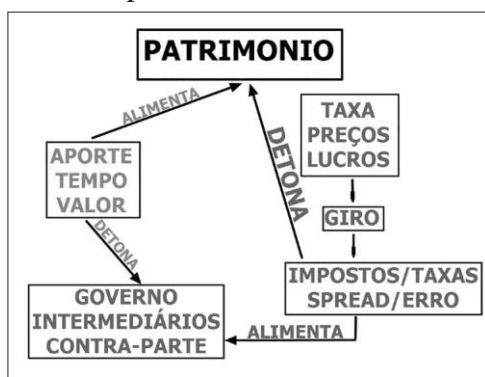 PATRIMONIO
ALIMENTA
DETONA
TAXA
PREÇOS
LUCROS
APORTE
TEMPO
VALOR
GIRO
DETONA
IMPOSTOS/TAXAS
SPREAD/ERRO
GOVERNO
INTERMEDIÁRIOS
CONTRA-PARTE
ALIMENTA